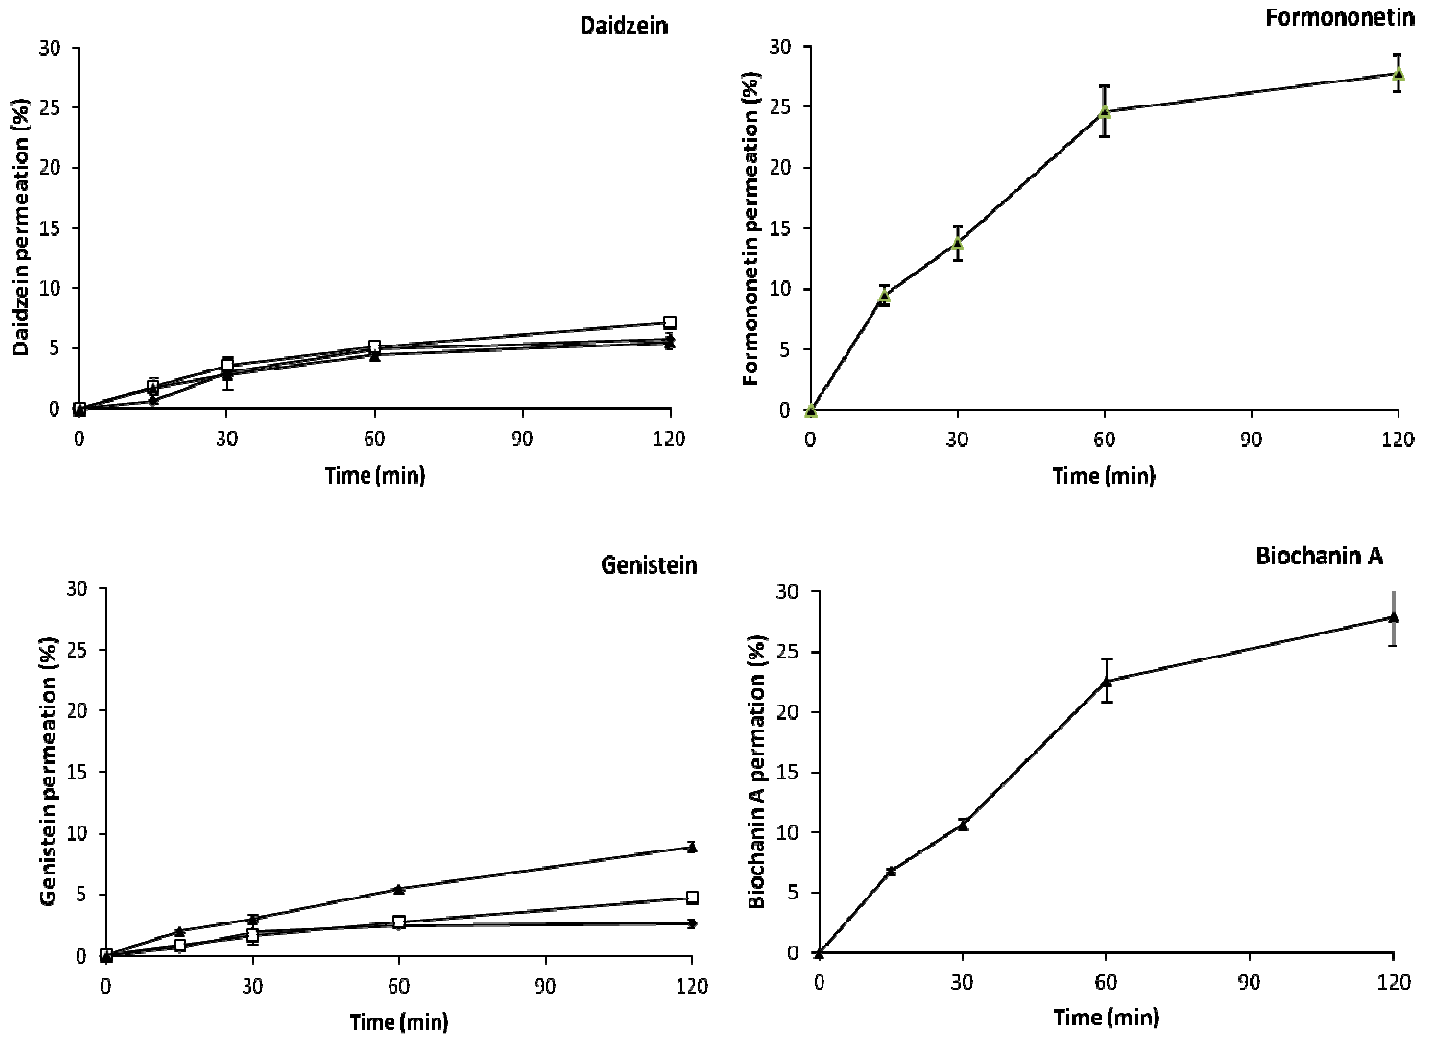 Daidzein
30
25
20
15
10
5
0
Daidzein permeation (%)
0 30 60 90 120
Time (min)
Formononetin
30
25
20
15
10
5
0
Formononetin permeation (%)
0 30 60 90 120
Time (min)
Genistein
30
25
20
15
10
5
0
Genistein permeation (%)
0 30 60 90 120
Time (min)
Biochanin A
30
25
20
15
10
5
0
Biochanin A permation (%)
0 30 60 90 120
Time (min)